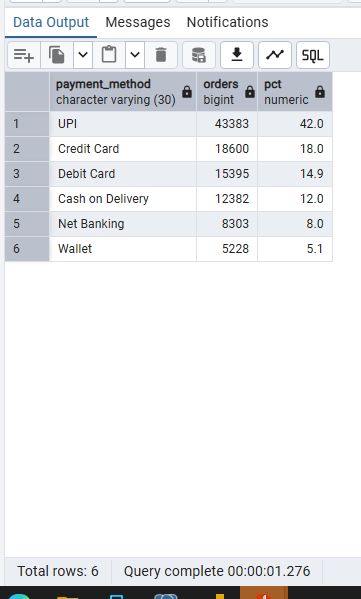 Data Output Messages Notifications
SQL
payment_method orders pct
character varying (30) bigint numeric
1 UPI 43383 42.0
2 Credit Card 18600 18.0
3 Debit Card 15395 14.9
4 Cash on Delivery 12382 12.0
5 Net Banking 8303 8.0
6 Wallet 5228 5.1
Total rows: 6 Query complete 00:00:01.276